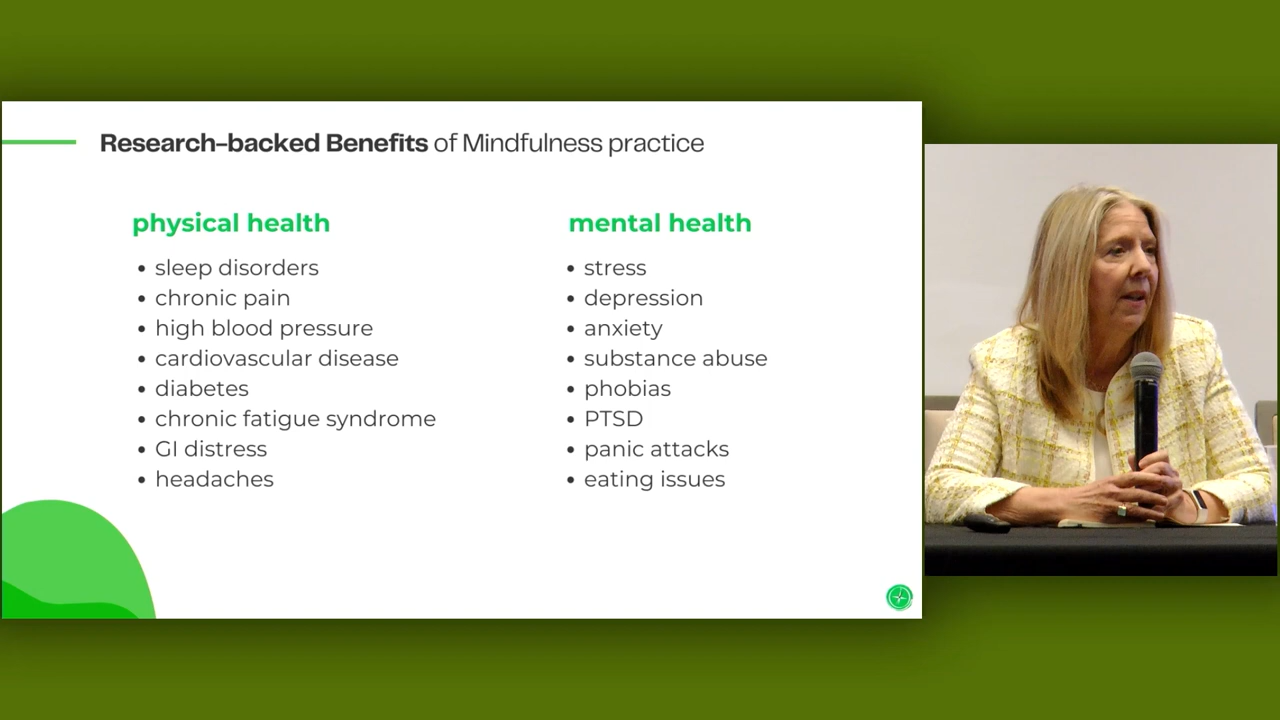 Research-backed Benefits of Mindfulness practice
physical health
sleep disorders
chronic pain
high blood pressure
cardiovascular disease
diabetes
chronic fatigue syndrome
GI distress
headaches
mental health
stress
depression
anxiety
substance abuse
phobias
PTSD
panic attacks
eating issues